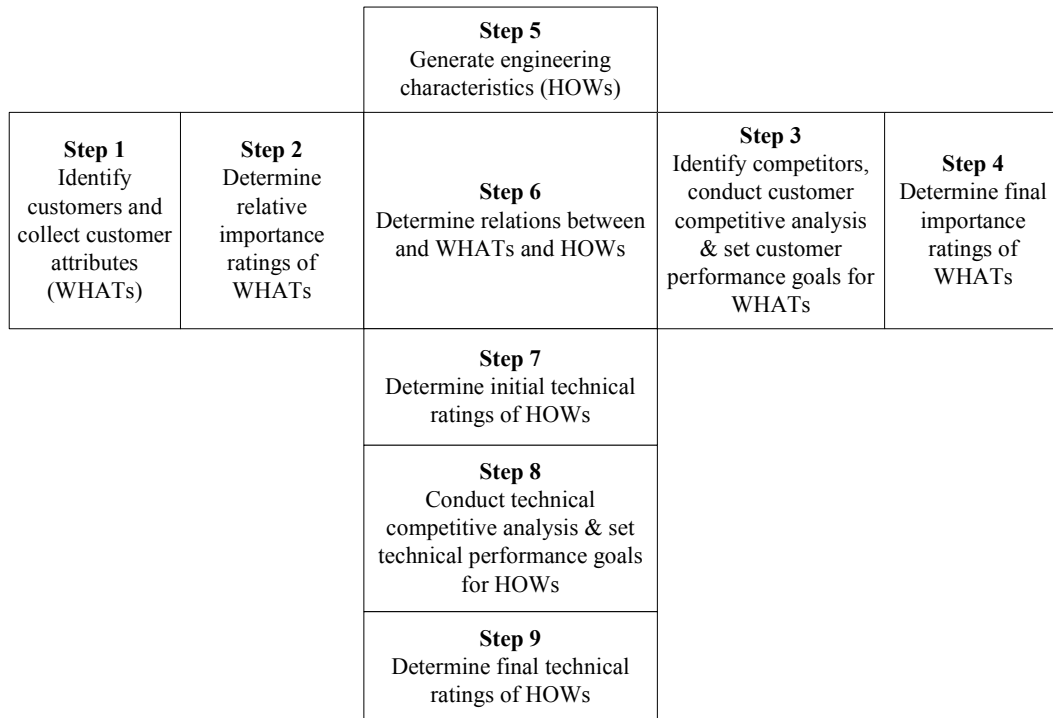 Step 5
Generate engineering
characteristics (HOWs)
Step 1
Identify
customers and
collect customer
attributes
(WHATs)
Step 2
Determine
relative
importance
ratings of
WHATs
Step 6
Determine relations between
and WHATs and HOWs
Step 3
Identify competitors,
conduct customer
competitive analysis
& set customer
performance goals for
WHATs
Step 4
Determine final
importance
ratings of
WHATs
Step 7
Determine initial technical
ratings of HOWs
Step 8
Conduct technical
competitive analysis & set
technical performance goals
for HOWs
Step 9
Determine final technical
ratings of HOWs